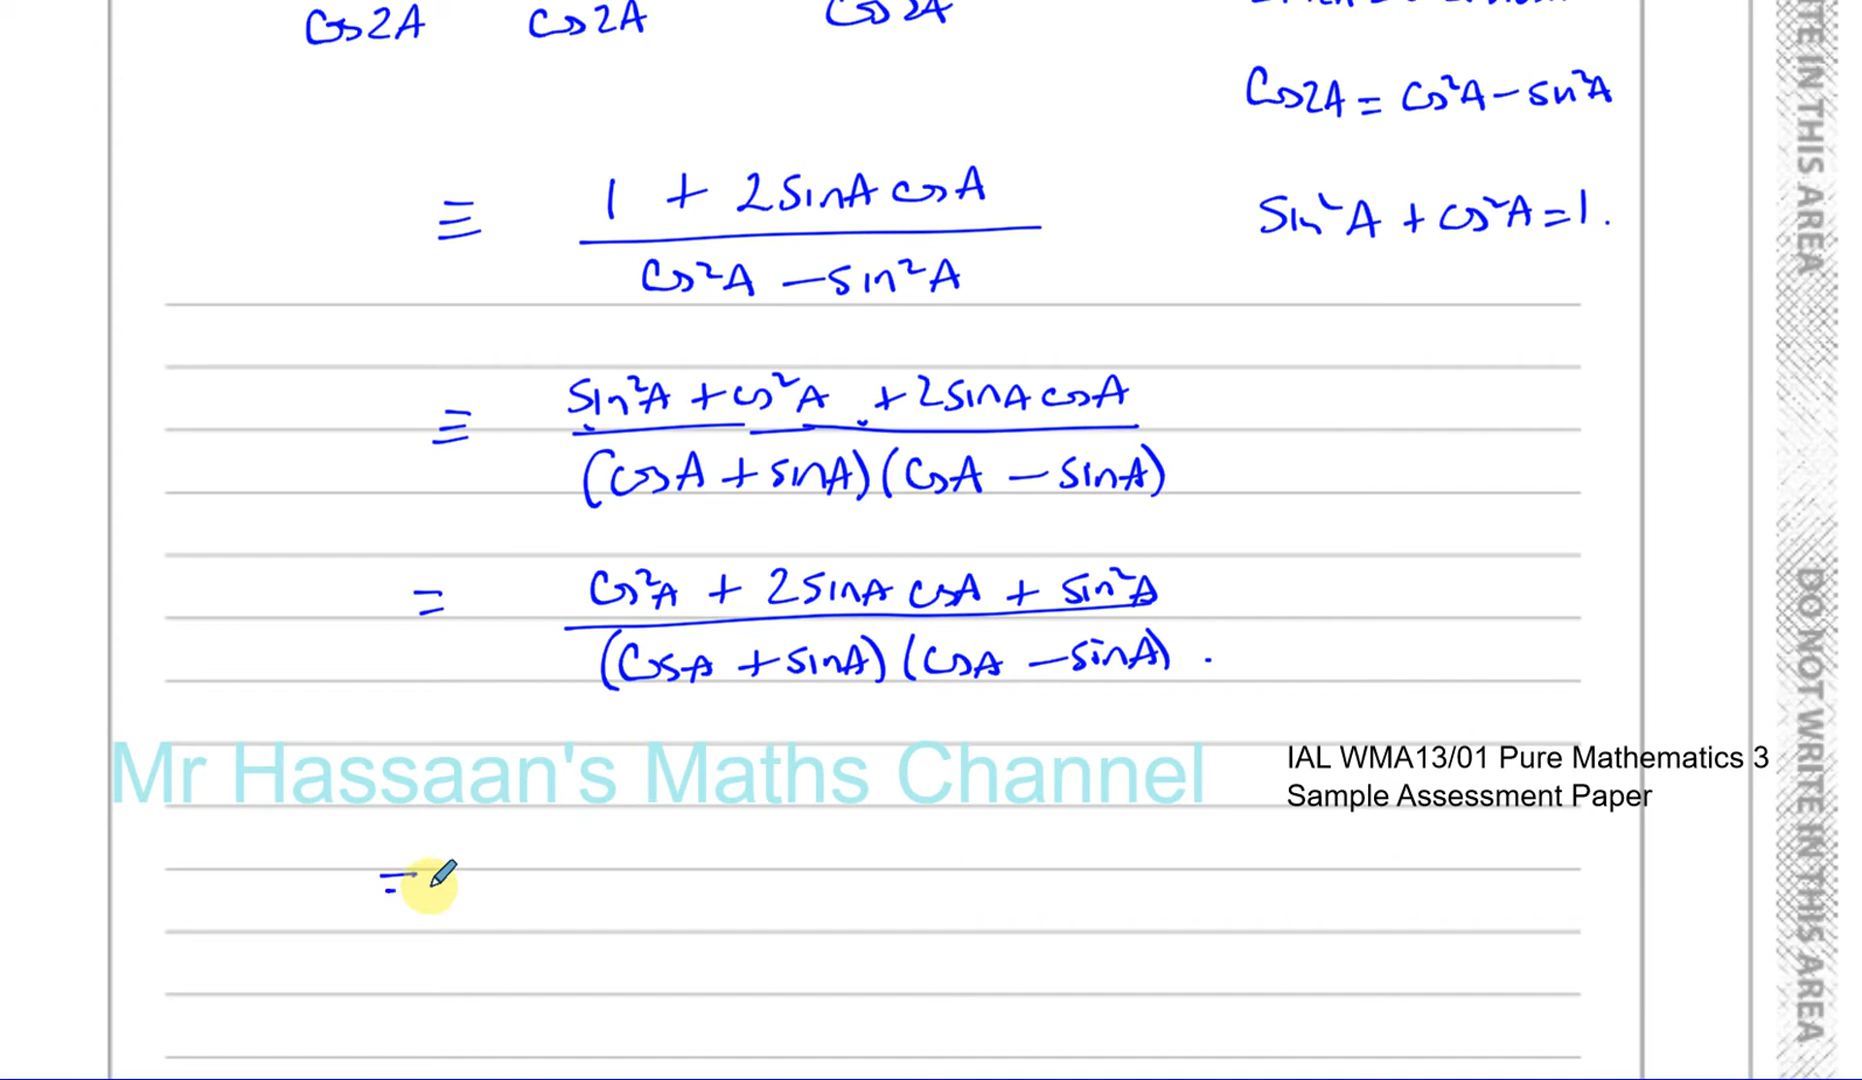 Cos2A Cos2A Cos2A
Cos2A = Cos²A - sin²A
≡ 1 + 2sinA cosA
Cos²A - sin²A
Sin²A + cos²A = 1.
≡ sin²A + cos²A + 2sinA cosA
(cosA + sinA)(cosA - sinA)
= Cos²A + 2sinA cosA + sin²A
(CosA + sinA)(cosA - sinA).
Mr Hassaan's Maths Channel
IAL WMA13/01 Pure Mathematics 3
Sample Assessment Paper
=
DO NOT WRITE IN THIS AREA